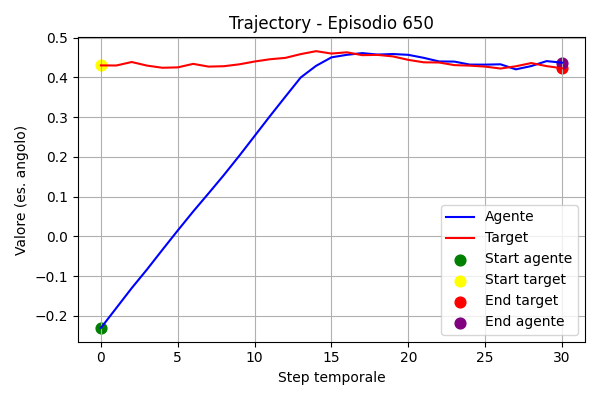 Trajectory - Episodio 650
Valore (es. angolo)
0.5
0.4
0.3
0.2
0.1
0.0
−0.1
−0.2
0 5 10 15 20 25 30
Step temporale
Agente
Target
Start agente
Start target
End target
End agente